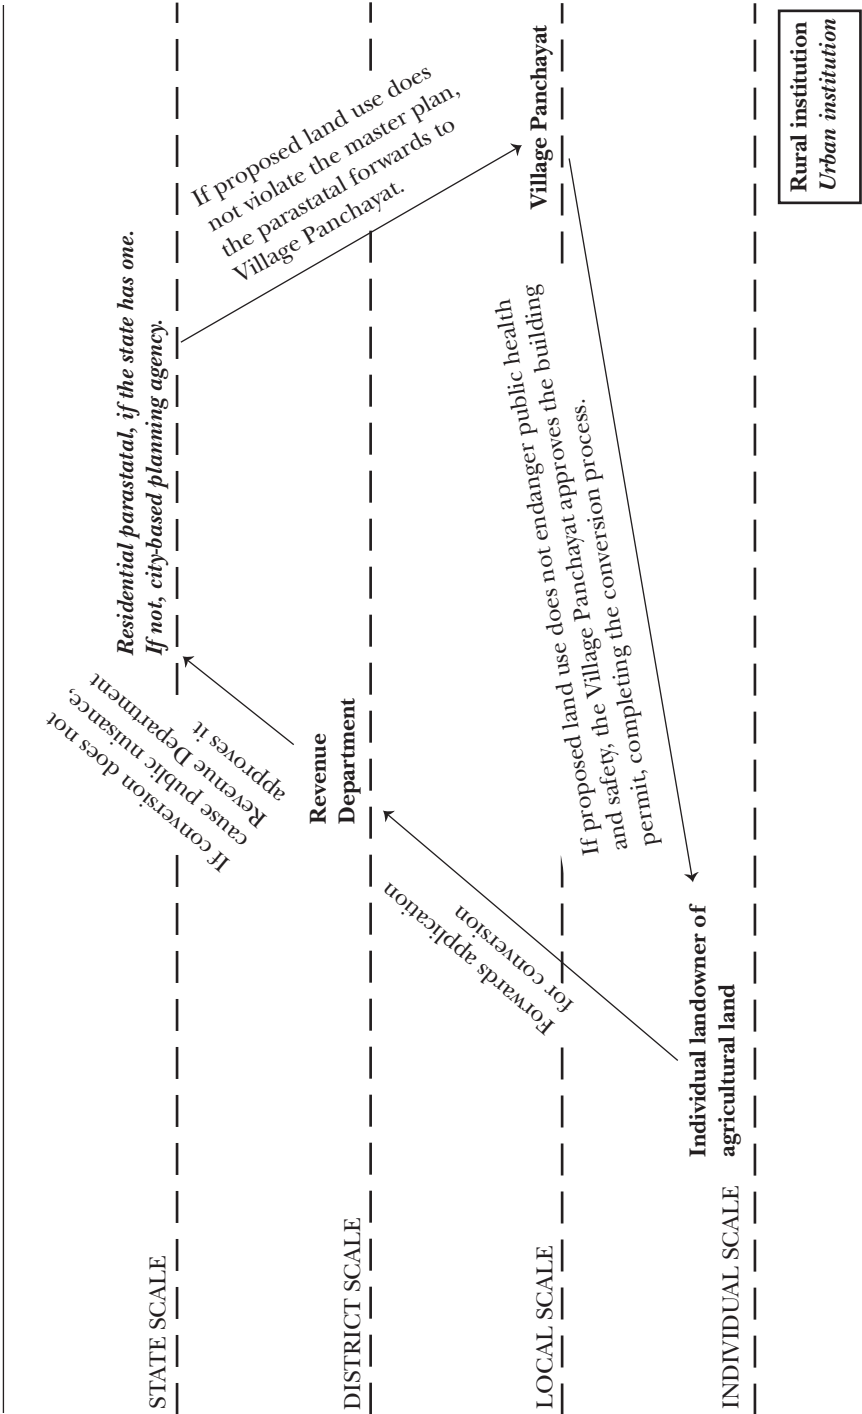 STATE SCALE
Residential parastatal, if the state has one.
If not, city-based planning agency.
If conversion does not
cause public nuisance,
Revenue Department
approves it
If proposed land use does
not violate the master plan,
the parastatal forwards to
Village Panchayat.
DISTRICT SCALE
Revenue
Department
Forwards application
for conversion
LOCAL SCALE
Village Panchayat
If proposed land use does not endanger public health
and safety, the Village Panchayat approves the building
permit, completing the conversion process.
INDIVIDUAL SCALE
Individual landowner of
agricultural land
Rural institution
Urban institution